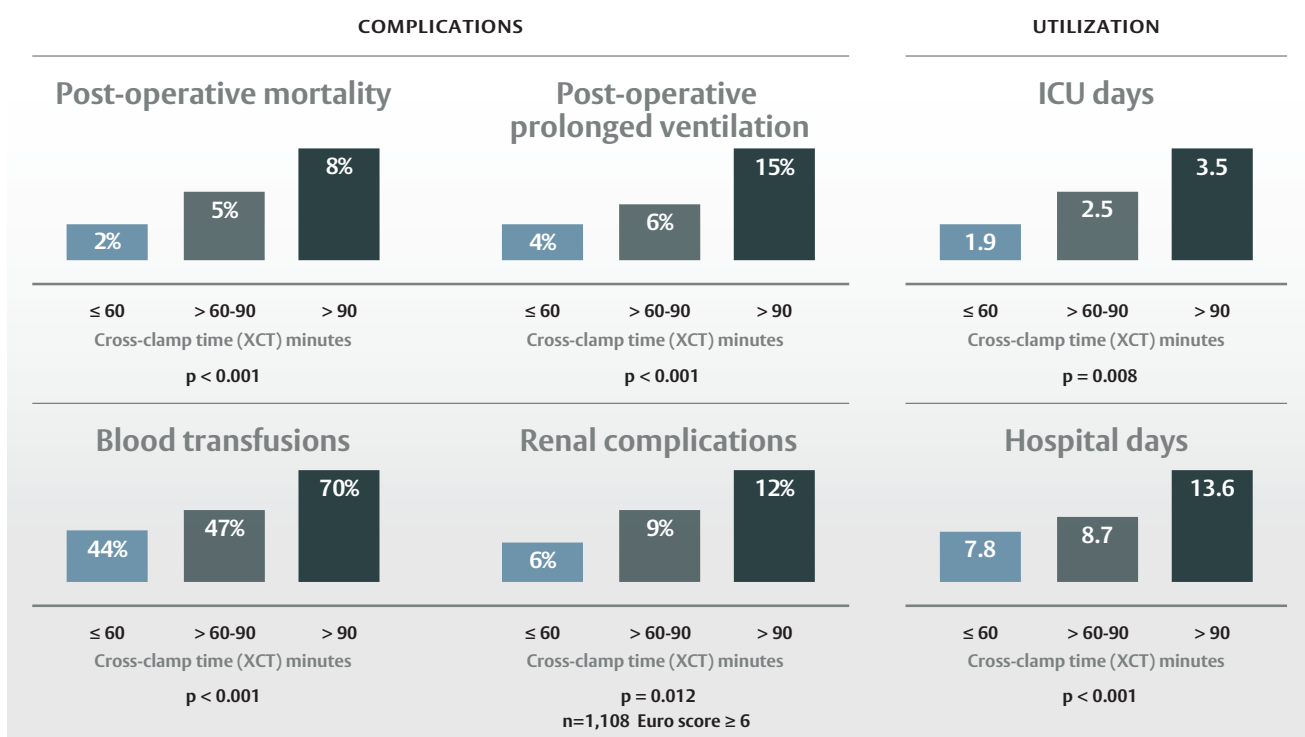 COMPLICATIONS
UTILIZATION
Post-operative mortality
8%
5%
2%
≤ 60 > 60-90 > 90
Cross-clamp time (XCT) minutes
p < 0.001
Post-operative
prolonged ventilation
15%
6%
4%
≤ 60 > 60-90 > 90
Cross-clamp time (XCT) minutes
p < 0.001
ICU days
3.5
2.5
1.9
≤ 60 > 60-90 > 90
Cross-clamp time (XCT) minutes
p = 0.008
Blood transfusions
70%
47%
44%
≤ 60 > 60-90 > 90
Cross-clamp time (XCT) minutes
p < 0.001
Renal complications
12%
9%
6%
≤ 60 > 60-90 > 90
Cross-clamp time (XCT) minutes
p = 0.012
n=1,108 Euro score ≥ 6
Hospital days
13.6
8.7
7.8
≤ 60 > 60-90 > 90
Cross-clamp time (XCT) minutes
p < 0.001